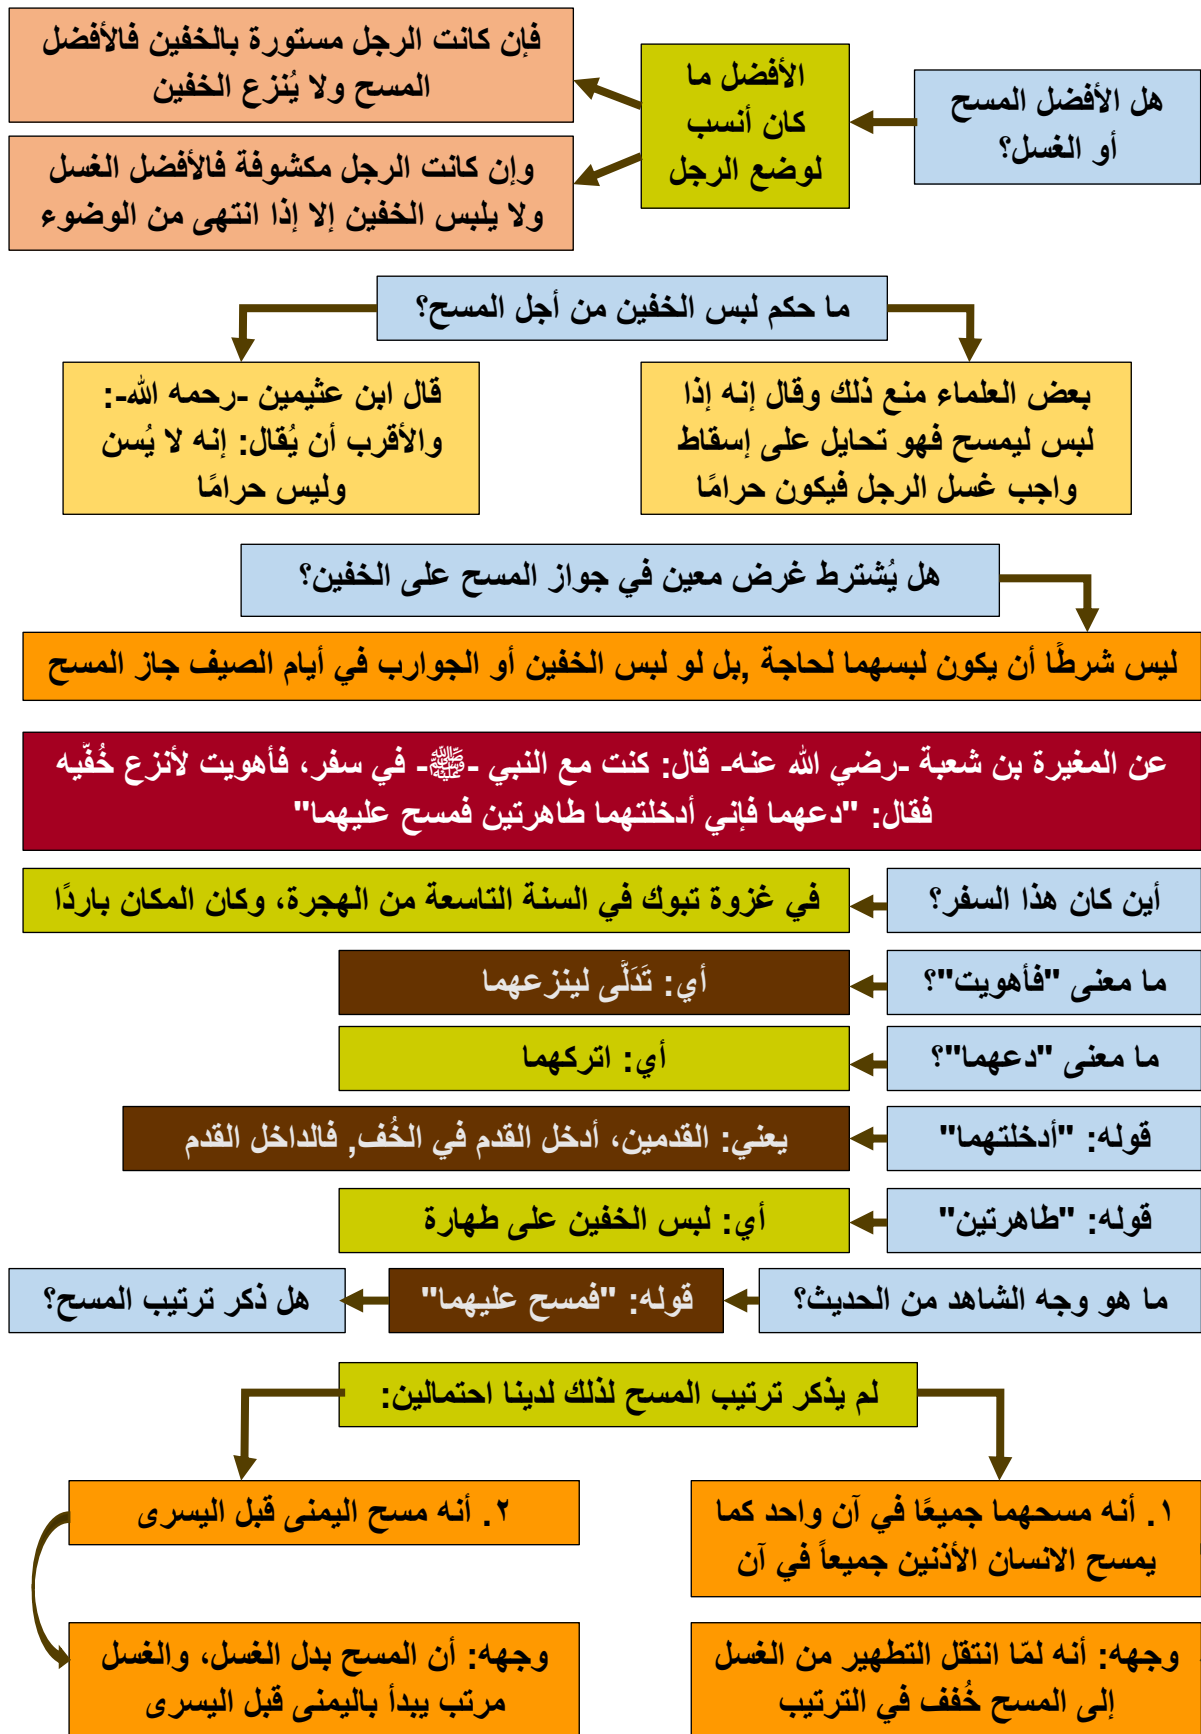 هل الأفضل المسح
أو الغسل؟
الأفضل ما
كان أنسب
لوضع الرجل
فإن كانت الرجل مستورة بالخفين فالأفضل
المسح ولا يُنزع الخفين
وإن كانت الرجل مكشوفة فالأفضل الغسل
ولا يلبس الخفين إلا إذا انتهى من الوضوء
ما حكم لبس الخفين من أجل المسح؟
بعض العلماء منع ذلك وقال إنه إذا
لبس ليمسح فهو تحايل على إسقاط
واجب غسل الرجل فيكون حرامًا
قال ابن عثيمين -رحمه الله-:
والأقرب أن يُقال: إنه لا يُسن
وليس حرامًا
هل يُشترط غرض معين في جواز المسح على الخفين؟
ليس شرطًا أن يكون لبسهما لحاجة ,بل لو لبس الخفين أو الجوارب في أيام الصيف جاز المسح
عن المغيرة بن شعبة -رضي الله عنه- قال: كنت مع النبي -ﷺ- في سفر، فأهويت لأنزع خُفّيه
فقال: "دعهما فإني أدخلتهما طاهرتين فمسح عليهما"
أين كان هذا السفر؟
في غزوة تبوك في السنة التاسعة من الهجرة، وكان المكان باردًا
ما معنى "فأهويت"؟
أي: تَدَلَّى لينزعهما
ما معنى "دعهما"؟
أي: اتركهما
قوله: "أدخلتهما"
يعني: القدمين، أدخل القدم في الخُف, فالداخل القدم
قوله: "طاهرتين"
أي: لبس الخفين على طهارة
ما هو وجه الشاهد من الحديث؟
قوله: "فمسح عليهما"
هل ذكر ترتيب المسح؟
لم يذكر ترتيب المسح لذلك لدينا احتمالين:
١. أنه مسحهما جميعًا في آن واحد كما
يمسح الانسان الأذنين جميعاً في آن
وجهه: أنه لمّا انتقل التطهير من الغسل
إلى المسح خُفف في الترتيب
٢. أنه مسح اليمنى قبل اليسرى
وجهه: أن المسح بدل الغسل، والغسل
مرتب يبدأ باليمنى قبل اليسرى